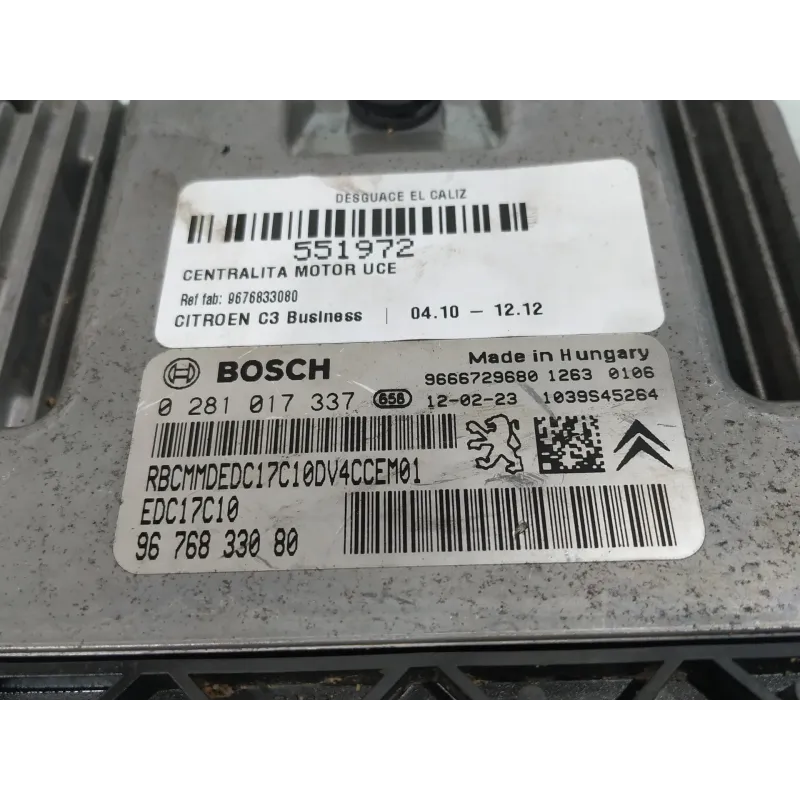 DESGUACE EL CALIZ
551972
CENTRALITA MOTOR UCE
Ref fab: 9676833080
CITROEN C3 Business | 04.10 - 12.12
BOSCH Made in Hungary
9666729680 1263 0106
0 281 017 337 656 12-02-23 1039S45264
RBCMMDEDC17C10DV4CCEM01
EDC17C10
96 768 330 80